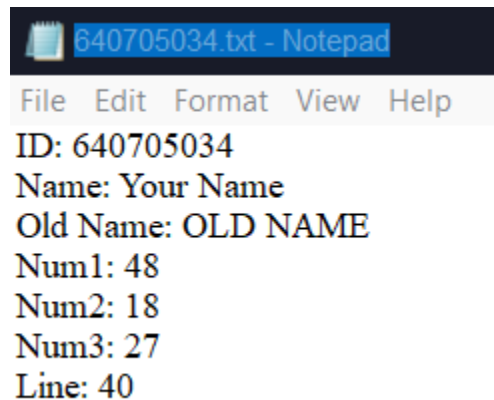 640705034.txt - Notepad
File Edit Format View Help
ID: 640705034
Name: Your Name
Old Name: OLD NAME
Num1: 48
Num2: 18
Num3: 27
Line: 40